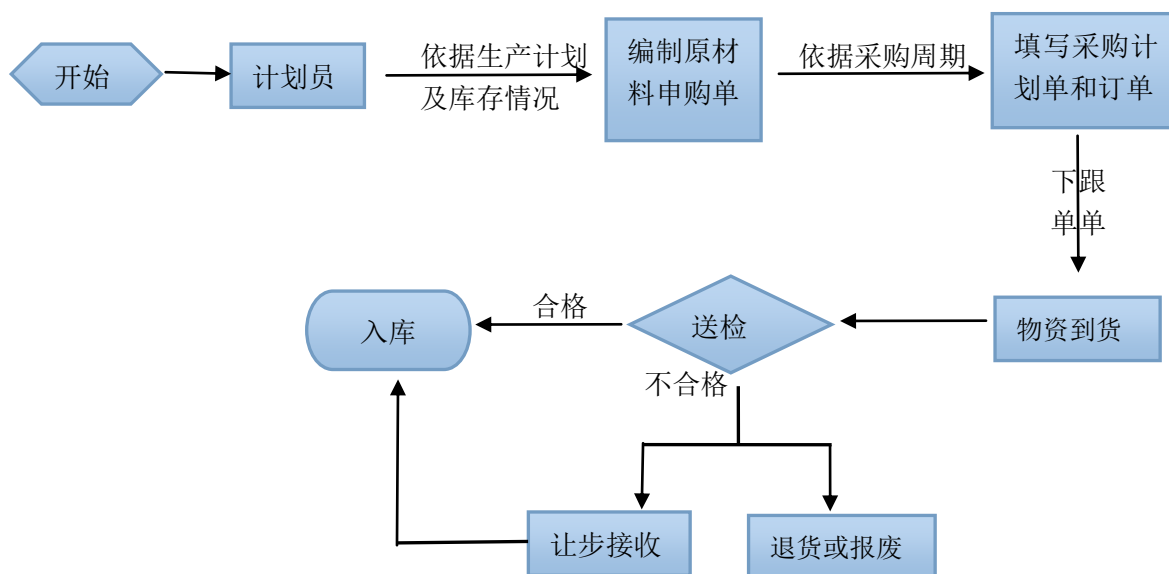 开始
计划员
依据生产计划
及库存情况
编制原材
料申购单
依据采购周期
填写采购计
划单和订单
下跟
单单
物资到货
送检
合格
入库
不合格
让步接收
退货或报废